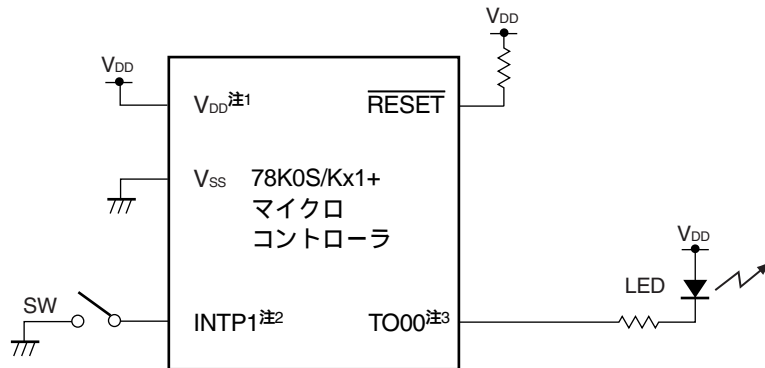 VDD
VDD
VDD注1
RESET
VSS
78K0S/Kx1+
マイクロ
コントローラ
VDD
LED
SW
INTP1注2
TO00注3